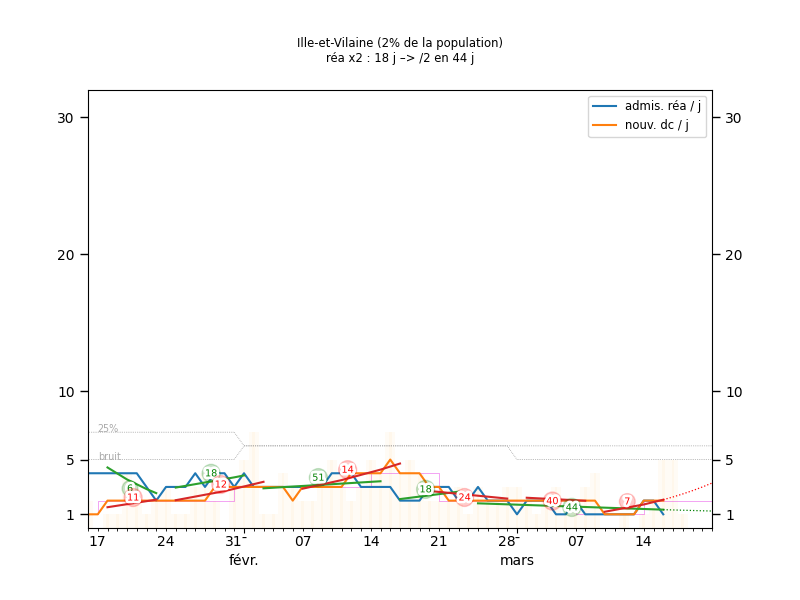 Ille-et-Vilaine (2% de la population)
réa x2 : 18 j –> /2 en 44 j
admis. réa / j
nouv. dc / j
30 30
20 20
10 10
25%
bruit
5 5
18 51 14
6 11 12 18 24 40 44 7
1 1
17 24 31 07 14 21 28 07 14
févr. mars